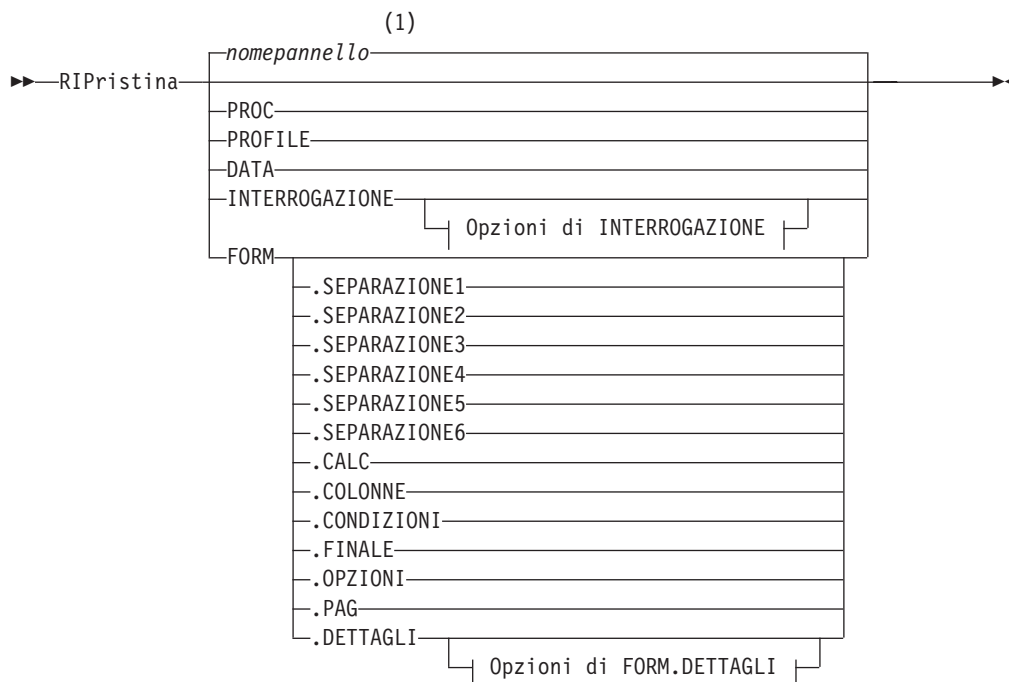 (1)
nomepannello
RIPristina
PROC
PROFILE
DATA
INTERROGAZIONE
Opzioni di INTERROGAZIONE
FORM
.SEPARAZIONE1
.SEPARAZIONE2
.SEPARAZIONE3
.SEPARAZIONE4
.SEPARAZIONE5
.SEPARAZIONE6
.CALC
.COLONNE
.CONDIZIONI
.FINALE
.OPZIONI
.PAG
.DETTAGLI
Opzioni di FORM.DETTAGLI